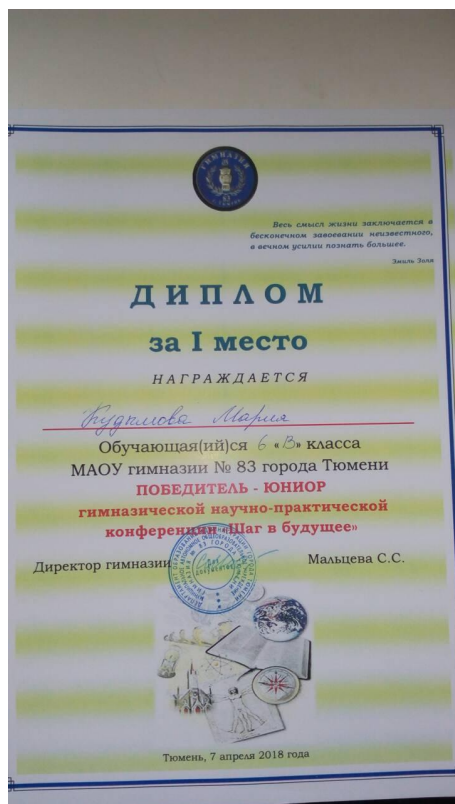 ГИМНАЗИЯ
83
Весь смысл жизни заключается в
бесконечном завоевании неизвестного,
в вечном усилии познать большее.
Эмиль Золя
ДИПЛОМ
за I место
НАГРАЖДАЕТСЯ
Мария
Обучающая(ий)ся 6 «В» класса
МАОУ гимназии № 83 города Тюмени
ПОБЕДИТЕЛЬ - ЮНИОР
гимназической научно-практической
конференции «Шаг в будущее»
Директор гимназии Мальцева С.С.
Тюмень, 7 апреля 2018 года